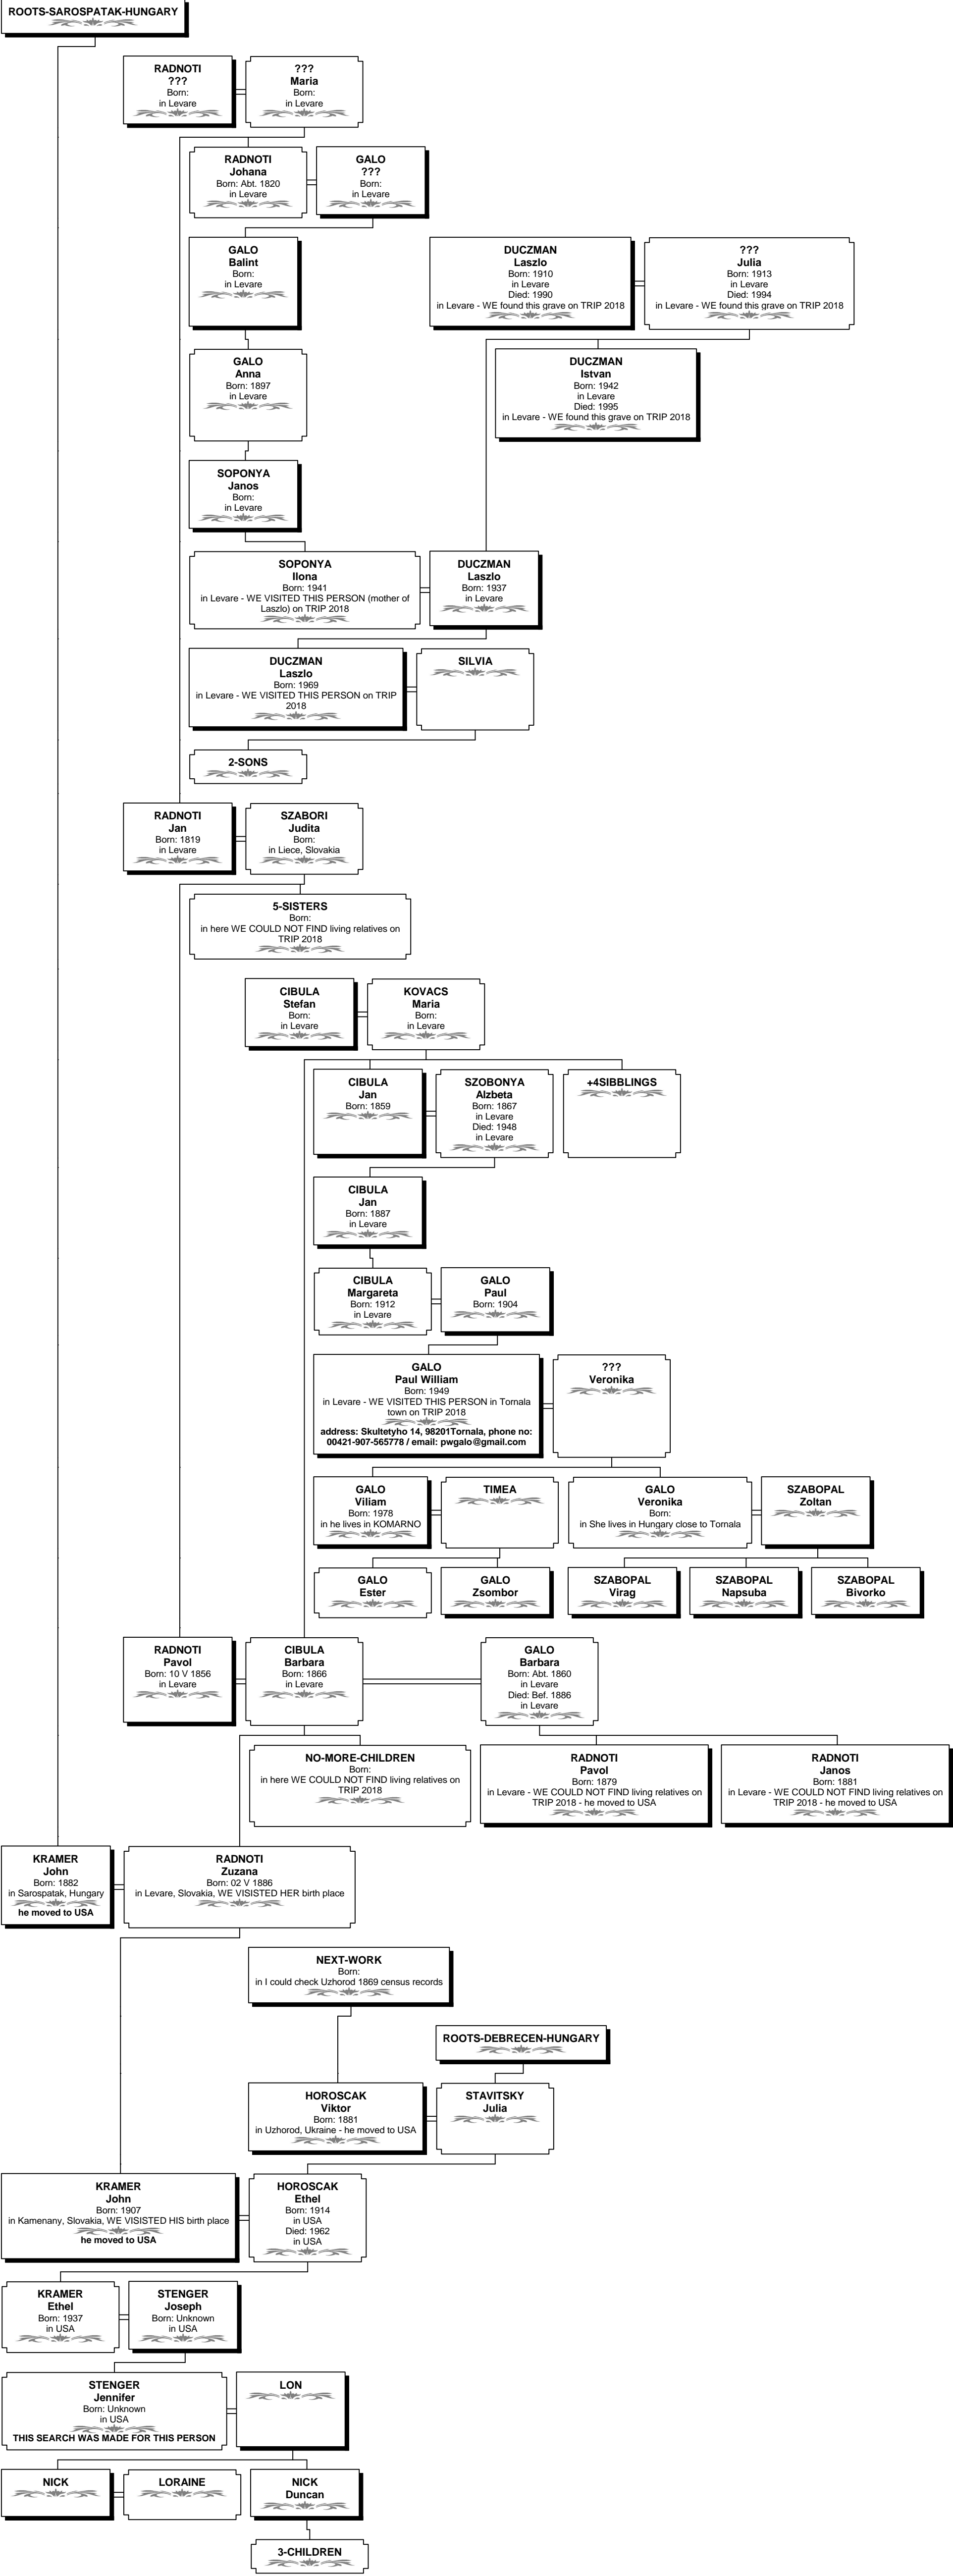 ROOTS-SAROSPATAK-HUNGARY
RADNOTI
???
Born:
in Levare
???
Maria
Born:
in Levare
RADNOTI
Johana
Born: Abt. 1820
in Levare
GALO
???
Born:
in Levare
GALO
Balint
Born:
in Levare
DUCZMAN
Laszlo
Born: 1910
in Levare
Died: 1990
in Levare - WE found this grave on TRIP 2018
???
Julia
Born: 1913
in Levare
Died: 1994
in Levare - WE found this grave on TRIP 2018
GALO
Anna
Born: 1897
in Levare
DUCZMAN
Istvan
Born: 1942
in Levare
Died: 1995
in Levare - WE found this grave on TRIP 2018
SOPONYA
Janos
Born:
in Levare
SOPONYA
Ilona
Born: 1941
in Levare - WE VISITED THIS PERSON (mother of
Laszlo) on TRIP 2018
DUCZMAN
Laszlo
Born: 1937
in Levare
DUCZMAN
Laszlo
Born: 1969
in Levare - WE VISITED THIS PERSON on TRIP
2018
SILVIA
2-SONS
RADNOTI
Jan
Born: 1819
in Levare
SZABORI
Judita
Born:
in Liece, Slovakia
5-SISTERS
Born:
in here WE COULD NOT FIND living relatives on
TRIP 2018
CIBULA
Stefan
Born:
in Levare
KOVACS
Maria
Born:
in Levare
CIBULA
Jan
Born: 1859
SZOBONYA
Alzbeta
Born: 1867
in Levare
Died: 1948
in Levare
+4SIBBLINGS
CIBULA
Jan
Born: 1887
in Levare
CIBULA
Margareta
Born: 1912
in Levare
GALO
Paul
Born: 1904
GALO
Paul William
Born: 1949
in Levare - WE VISITED THIS PERSON in Tornala
town on TRIP 2018
address: Skultetyho 14, 98201Tornala, phone no:
00421-907-565778 / email: pwgalo@gmail.com
???
Veronika
GALO
Viliam
Born: 1978
in he lives in KOMARNO
TIMEA
GALO
Veronika
Born:
in She lives in Hungary close to Tornala
SZABOPAL
Zoltan
GALO
Ester
GALO
Zsombor
SZABOPAL
Virag
SZABOPAL
Napsuba
SZABOPAL
Bivorko
RADNOTI
Pavol
Born: 10 V 1856
in Levare
CIBULA
Barbara
Born: 1866
in Levare
GALO
Barbara
Born: Abt. 1860
in Levare
Died: Bef. 1886
in Levare
NO-MORE-CHILDREN
Born:
in here WE COULD NOT FIND living relatives on
TRIP 2018
RADNOTI
Pavol
Born: 1879
in Levare - WE COULD NOT FIND living relatives on
TRIP 2018 - he moved to USA
RADNOTI
Janos
Born: 1881
in Levare - WE COULD NOT FIND living relatives on
TRIP 2018 - he moved to USA
KRAMER
John
Born: 1882
in Sarospatak, Hungary
he moved to USA
RADNOTI
Zuzana
Born: 02 V 1886
in Levare, Slovakia, WE VISISTED HER birth place
NEXT-WORK
Born:
in I could check Uzhorod 1869 census records
ROOTS-DEBRECEN-HUNGARY
HOROSCAK
Viktor
Born: 1881
in Uzhorod, Ukraine - he moved to USA
STAVITSKY
Julia
KRAMER
John
Born: 1907
in Kamenany, Slovakia, WE VISISTED HIS birth place
he moved to USA
HOROSCAK
Ethel
Born: 1914
in USA
Died: 1962
in USA
KRAMER
Ethel
Born: 1937
in USA
STENGER
Joseph
Born: Unknown
in USA
STENGER
Jennifer
Born: Unknown
in USA
THIS SEARCH WAS MADE FOR THIS PERSON
LON
NICK
LORAINE
NICK
Duncan
3-CHILDREN